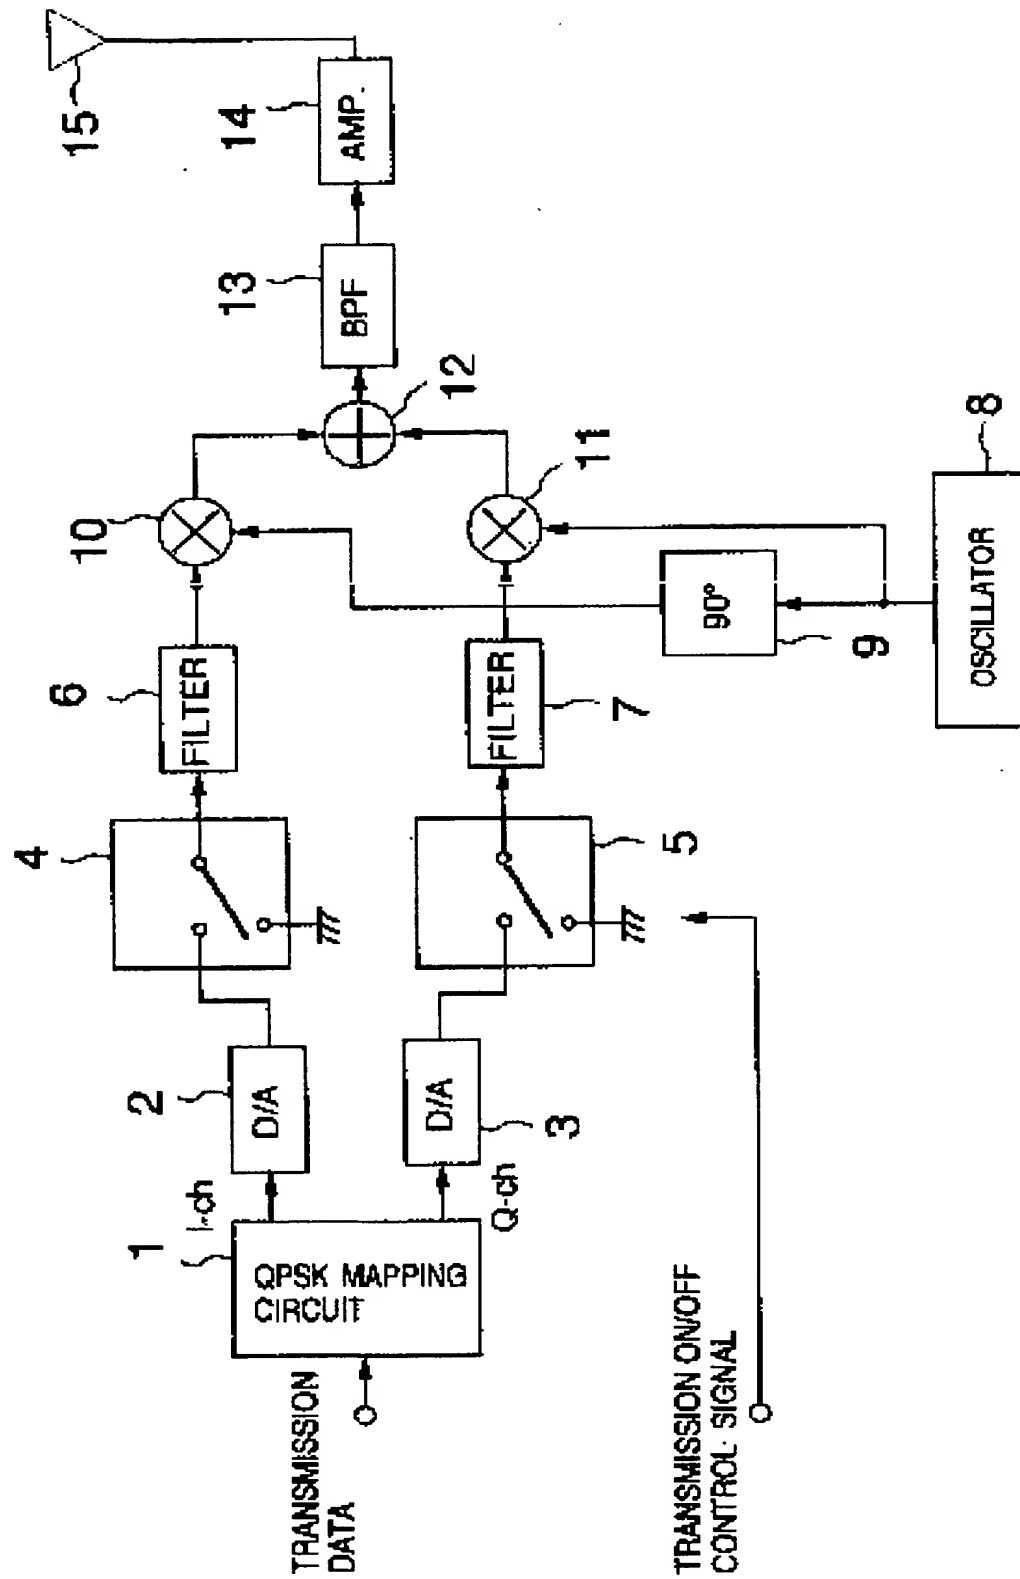 TRANSMISSION
DATA
1
QPSK MAPPING
CIRCUIT
I-ch
Q-ch
2
D/A
D/A
3
4
5
6
FILTER
FILTER
7
10
11
12
13
BPF
14
AMP.
15
90°
9
OSCILLATOR
8
TRANSMISSION ON/OFF
CONTROL SIGNAL